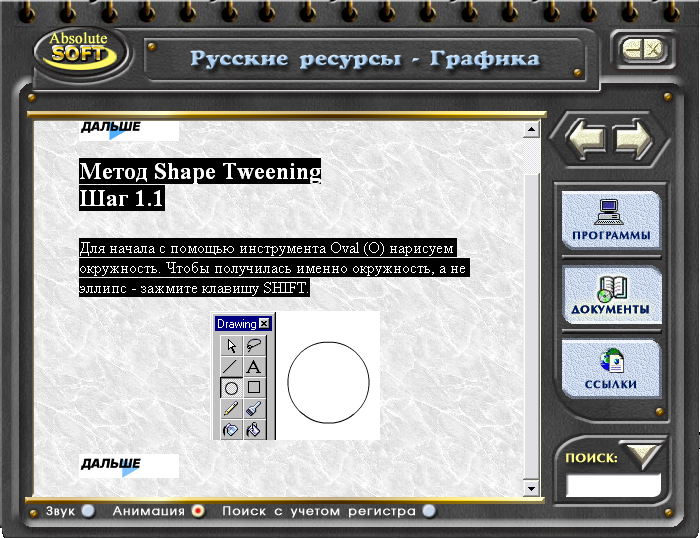 Absolute
SOFT
Русские ресурсы - Графика
ДАЛЬШЕ
Метод Shape Tweening
Шаг 1.1
Для начала с помощью инструмента Oval (O) нарисуем
окружность. Чтобы получилась именно окружность, а не
эллипс - зажмите клавишу SHIFT.
Drawing
A
ДАЛЬШЕ
ПРОГРАММЫ
ДОКУМЕНТЫ
ССЫЛКИ
ПОИСК:
Звук Анимация Поиск с учетом регистра